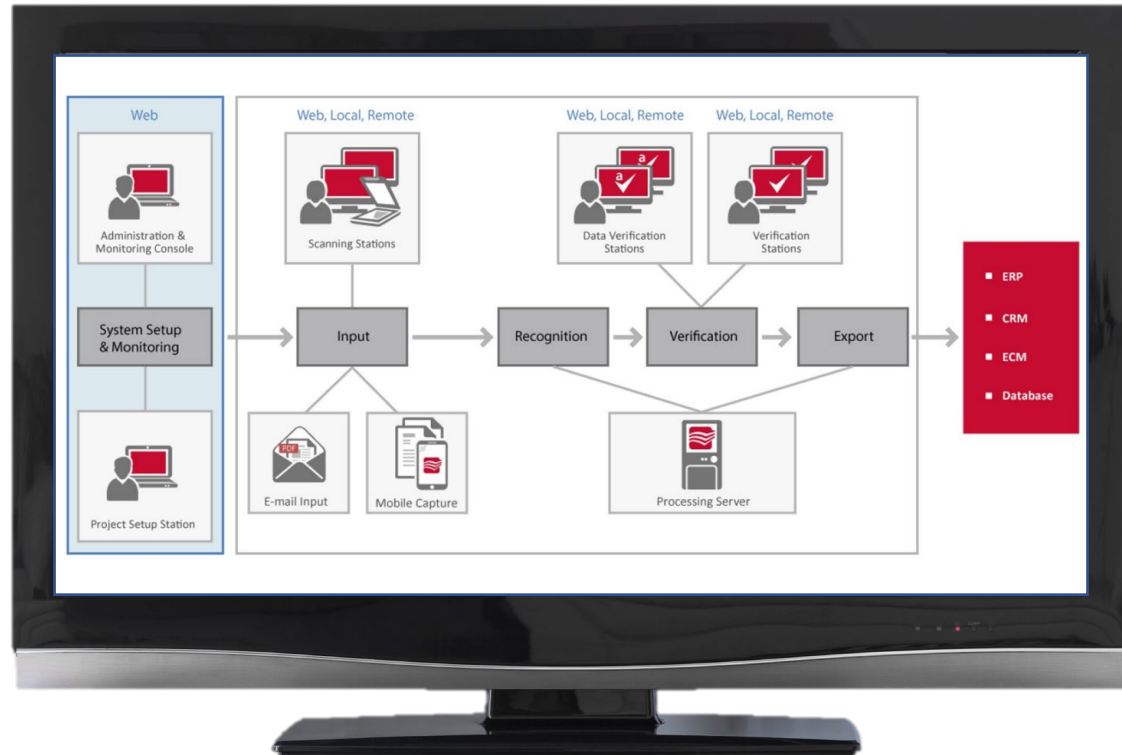 Web
Administration &
Monitoring Console
System Setup
& Monitoring
Project Setup Station
Web, Local, Remote
Scanning Stations
Input
PDF
E-mail Input
Mobile Capture
Recognition
Web, Local, Remote
a
a
Data Verification
Stations
Web, Local, Remote
Verification
Stations
Verification
Export
Processing Server
ERP
CRM
ECM
Database